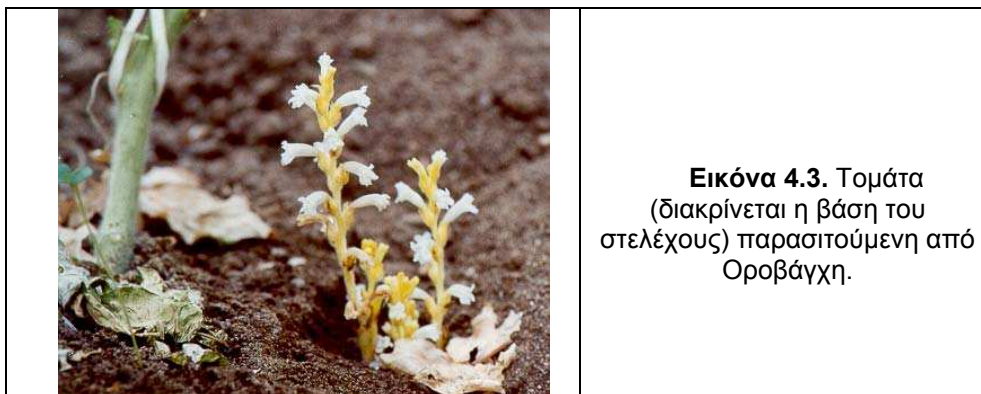 Εικόνα 4.3. Τομάτα
(διακρίνεται η βάση του
στελέχους) παρασιτούμενη από
Οροβάγχη.